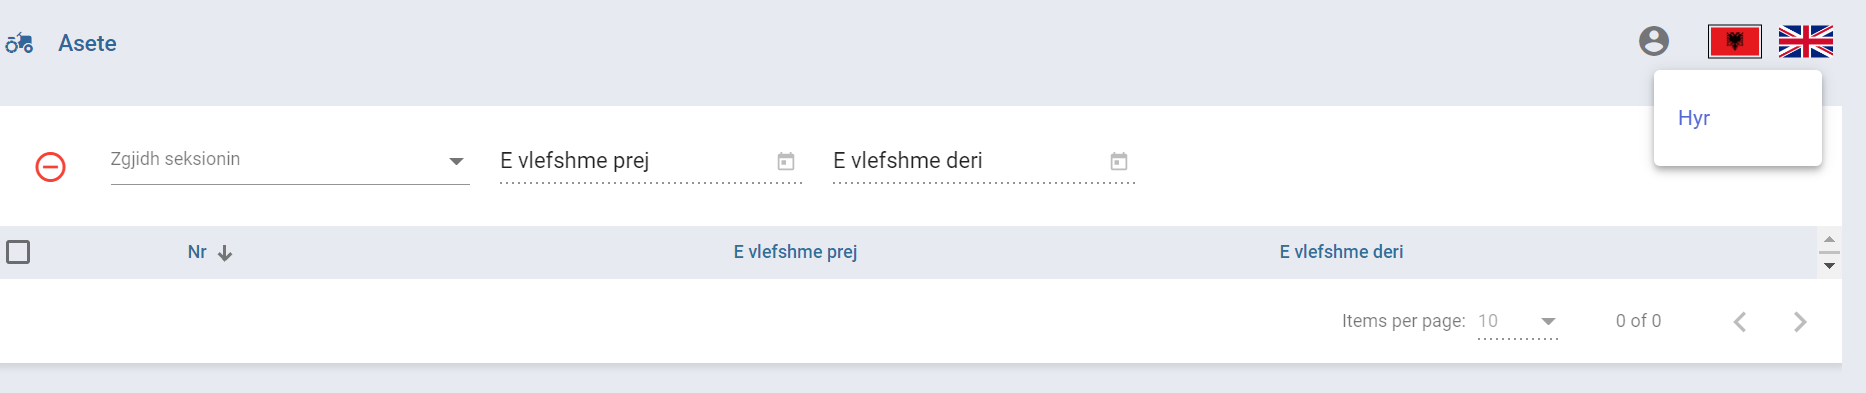 Asete
Hyr
Zgjidh seksionin
E vlefshme prej
E vlefshme deri
Nr
E vlefshme prej
E vlefshme deri
Items per page: 10
0 of 0